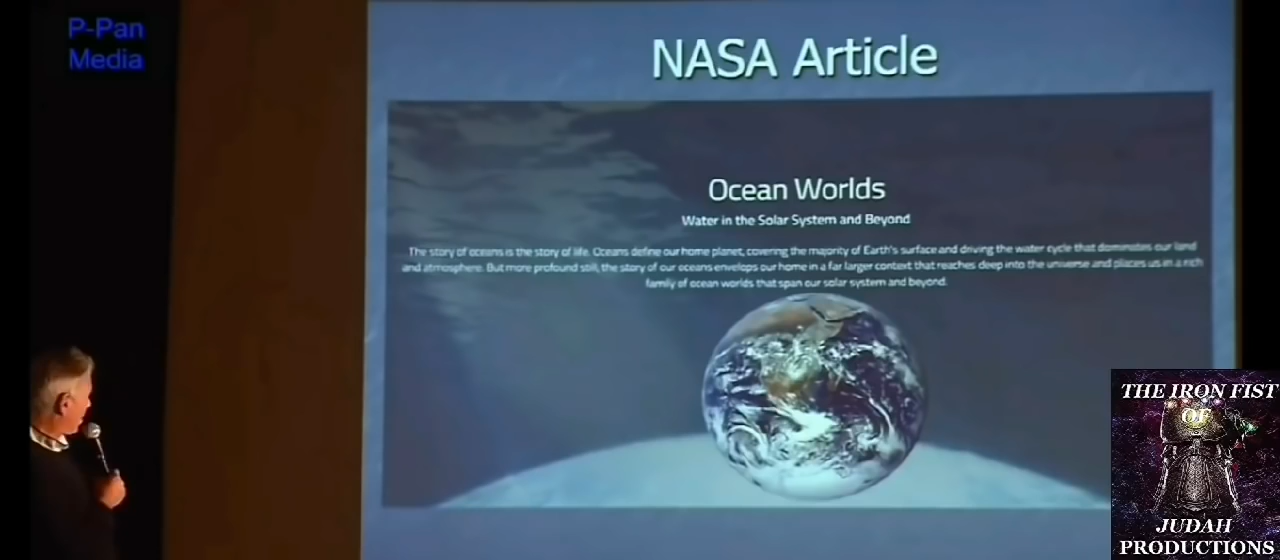 P-Pan
Media
NASA Article
Ocean Worlds
Water in the Solar System and Beyond
The story of oceans is the story of life. Oceans define our home planet, covering the majority of Earth's surface and driving the water cycle that dominates our land
and atmosphere. But more profound still, the story of our oceans envelops our home in a far larger context that reaches deep into the universe and places us in a rich
family of ocean worlds that span our solar system and beyond.
THE IRON FIST
OF
JUDAH
PRODUCTIONS